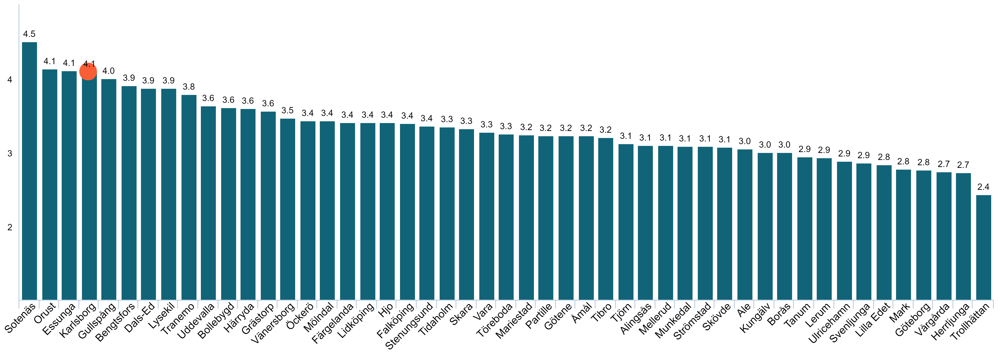 4.5
4.1
4.1
4.1
4.0
3.9
3.9
3.9
3.8
3.6
3.6
3.6
3.6
3.5
3.4
3.4
3.4
3.4
3.4
3.4
3.4
3.3
3.3
3.3
3.3
3.2
3.2
3.2
3.2
3.2
3.1
3.1
3.1
3.1
3.1
3.1
3.0
3.0
3.0
2.9
2.9
2.9
2.9
2.8
2.8
2.8
2.7
2.7
2.4
4
3
2
Sotenäs
Orust
Essunga
Karlsborg
Gullspång
Bengtsfors
Dals-Ed
Lysekil
Tranemo
Uddevalla
Bollebygd
Härryda
Grästorp
Vänersborg
Öckerö
Mölndal
Färgelanda
Lidköping
Hjo
Falköping
Stenungsund
Tidaholm
Skara
Vara
Töreboda
Mariestad
Partille
Götene
Åmål
Tibro
Tjörn
Alingsås
Mellerud
Munkedal
Strömstad
Skövde
Ale
Kungälv
Borås
Tanum
Lerum
Ulricehamn
Svenljunga
Lilla Edet
Mark
Göteborg
Vårgårda
Herrljunga
Trollhättan